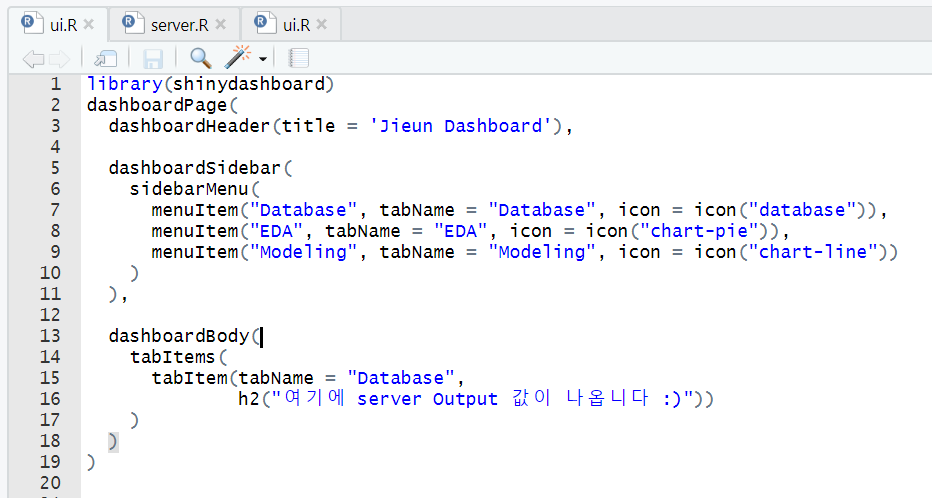 ui.R server.R ui.R
1 library(shinydashboard)
2 dashboardPage(
3   dashboardHeader(title = 'Jieun Dashboard'),
4
5   dashboardSidebar(
6     sidebarMenu(
7       menuItem("Database", tabName = "Database", icon = icon("database")),
8       menuItem("EDA", tabName = "EDA", icon = icon("chart-pie")),
9       menuItem("Modeling", tabName = "Modeling", icon = icon("chart-line"))
10     )
11   ),
12
13   dashboardBody(
14     tabItems(
15       tabItem(tabName = "Database",
16               h2("여기에 server Output 값이 나옵니다 :)"))
17     )
18   )
19 )
20